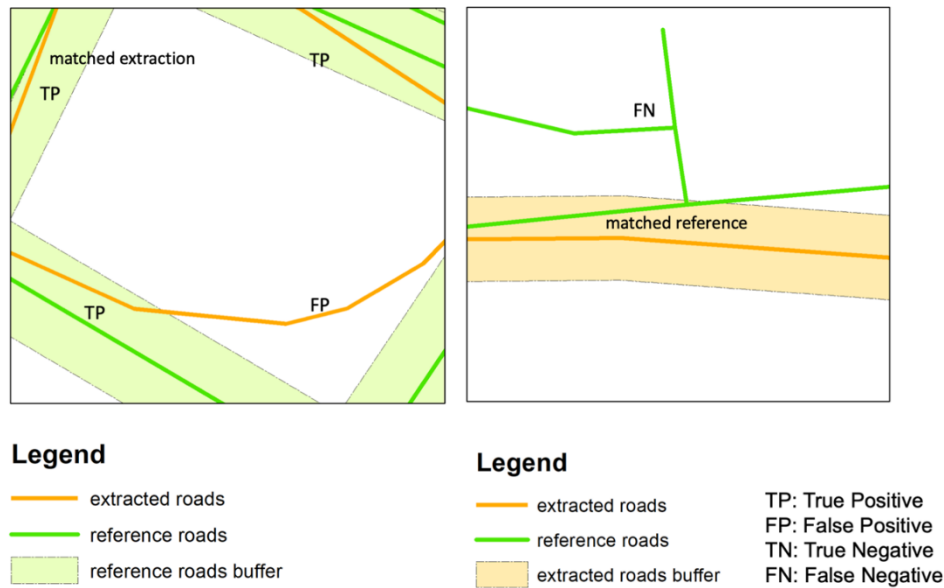 matched extraction
TP
TP
TP
FP
FN
matched reference
Legend
extracted roads
reference roads
reference roads buffer
Legend
extracted roads
reference roads
extracted roads buffer
TP: True Positive
FP: False Positive
TN: True Negative
FN: False Negative